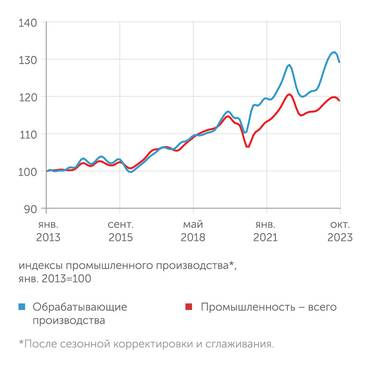 140
130
120
110
100
90
янв. сент. май янв. окт.
2013 2015 2018 2021 2023
индексы промышленного производства*,
янв. 2013=100
Обрабатывающие Промышленность – всего
производства
*После сезонной корректировки и сглаживания.